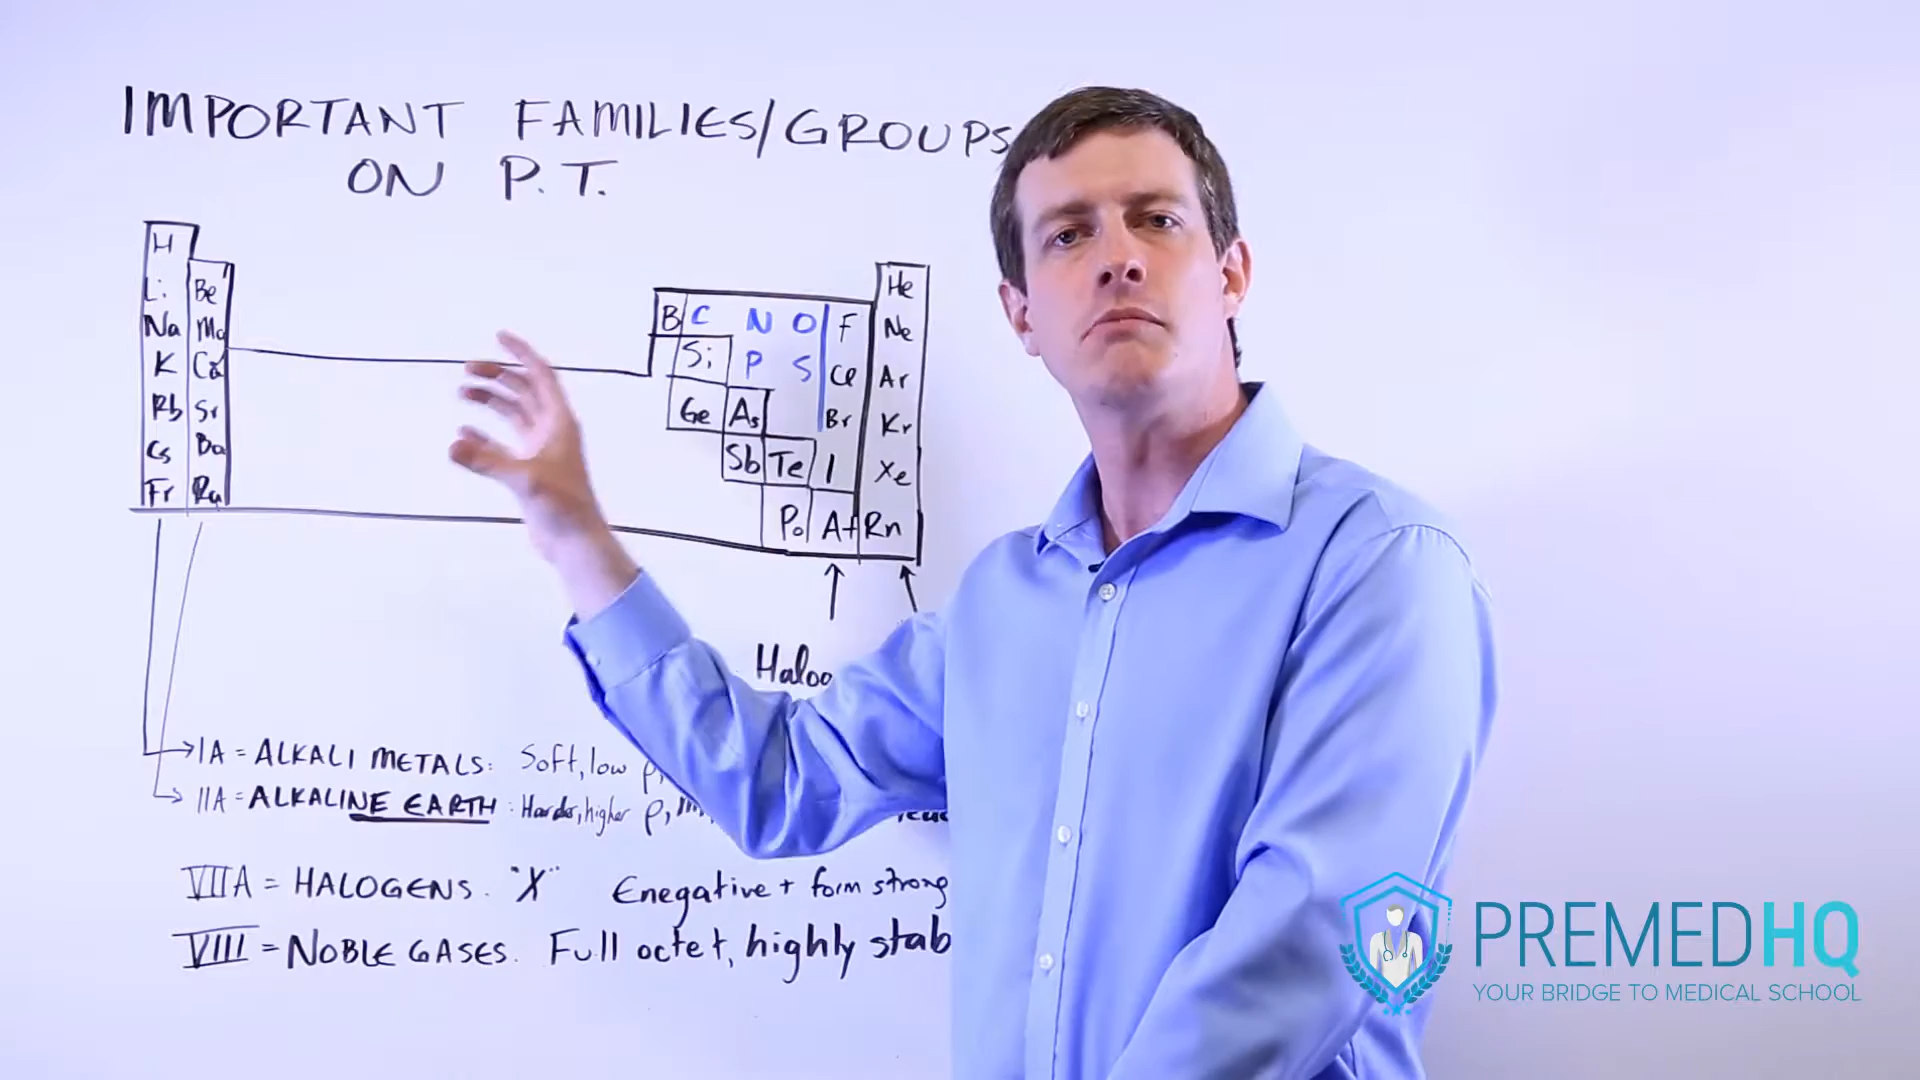 IMPORTANT FAMILIES/GROUPS
ON P.T.
H
He
Li Be
B C N O F Ne
Na Mg
Si P S Cl Ar
K Ca
Ge As Br Kr
Rb Sr
Sb Te I Xe
Cs Ba
Po At Rn
Fr Ra
Halog
IA = ALKALI METALS: Soft, low ρ,
IIA = ALKALINE EARTH: Harder, higher ρ,
VIIA = HALOGENS. "X" Enegative + form strong
VIII = NOBLE GASES. Full octet, highly stab
PREMEDHQ
YOUR BRIDGE TO MEDICAL SCHOOL